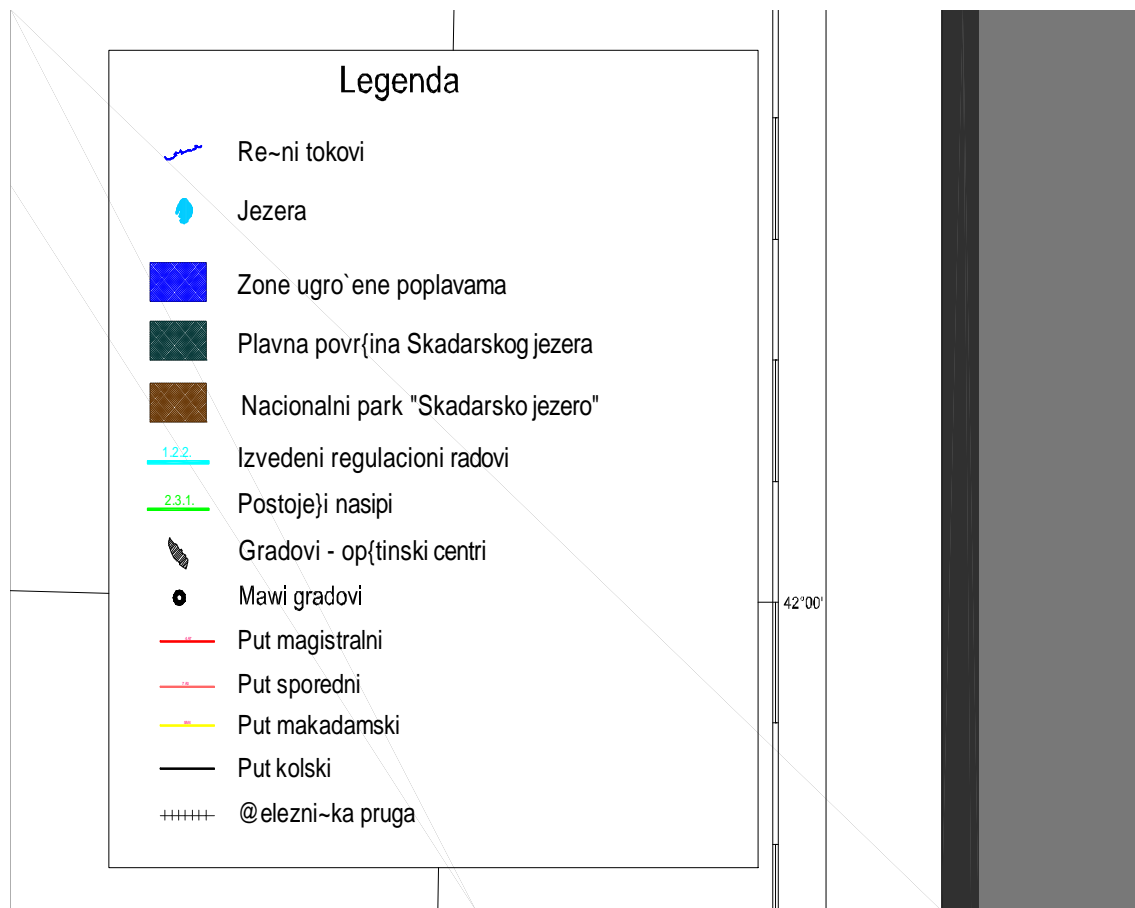 Legenda
Re~ni tokovi
Jezera
Zone ugro`ene poplavama
Plavna povr{ina Skadarskog jezera
Nacionalni park "Skadarsko jezero"
1.2.2. Izvedeni regulacioni radovi
2.3.1. Postoje}i nasipi
Gradovi - op{tinski centri
Mawi gradovi
42°00'
Put magistralni
Put sporedni
Put makadamski
Put kolski
@elezni~ka pruga